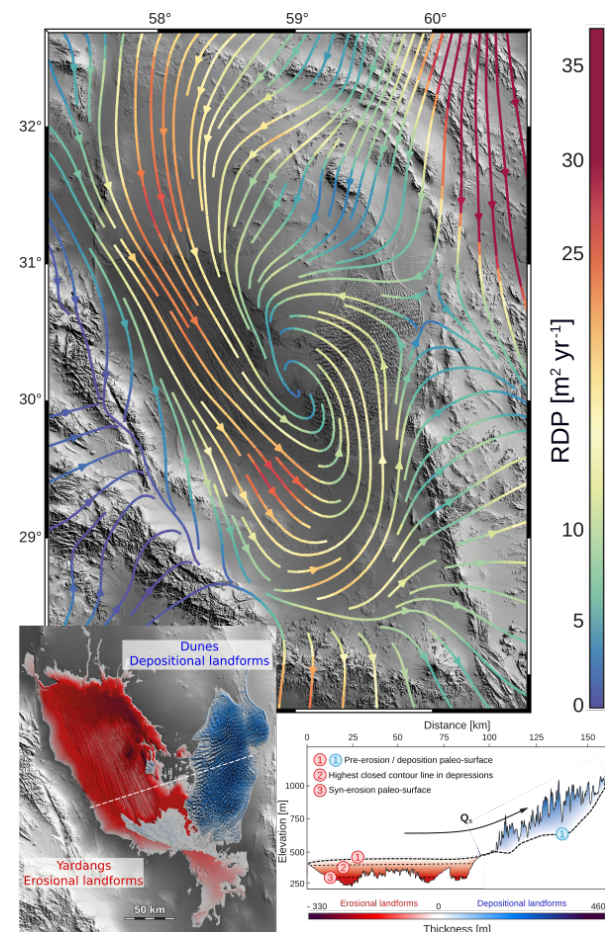 58°
59°
60°
32°
31°
30°
29°
35
30
25
10
5
0
RDP [m² yr⁻¹]
Dunes
Depositional landforms
Yardangs
Erosional landforms
50 km
Distance [km]
0 25 50 75 100 125 150
1 1 Pre-erosion / deposition paleo-surface
2 Highest closed contour line in depressions
3 Syn-erosion paleo-surface
Elevation [m]
1000
750
500
250
Qs
1
2
3
1
Erosional landforms
Depositional landforms
- 330 0 460
Thickness [m]